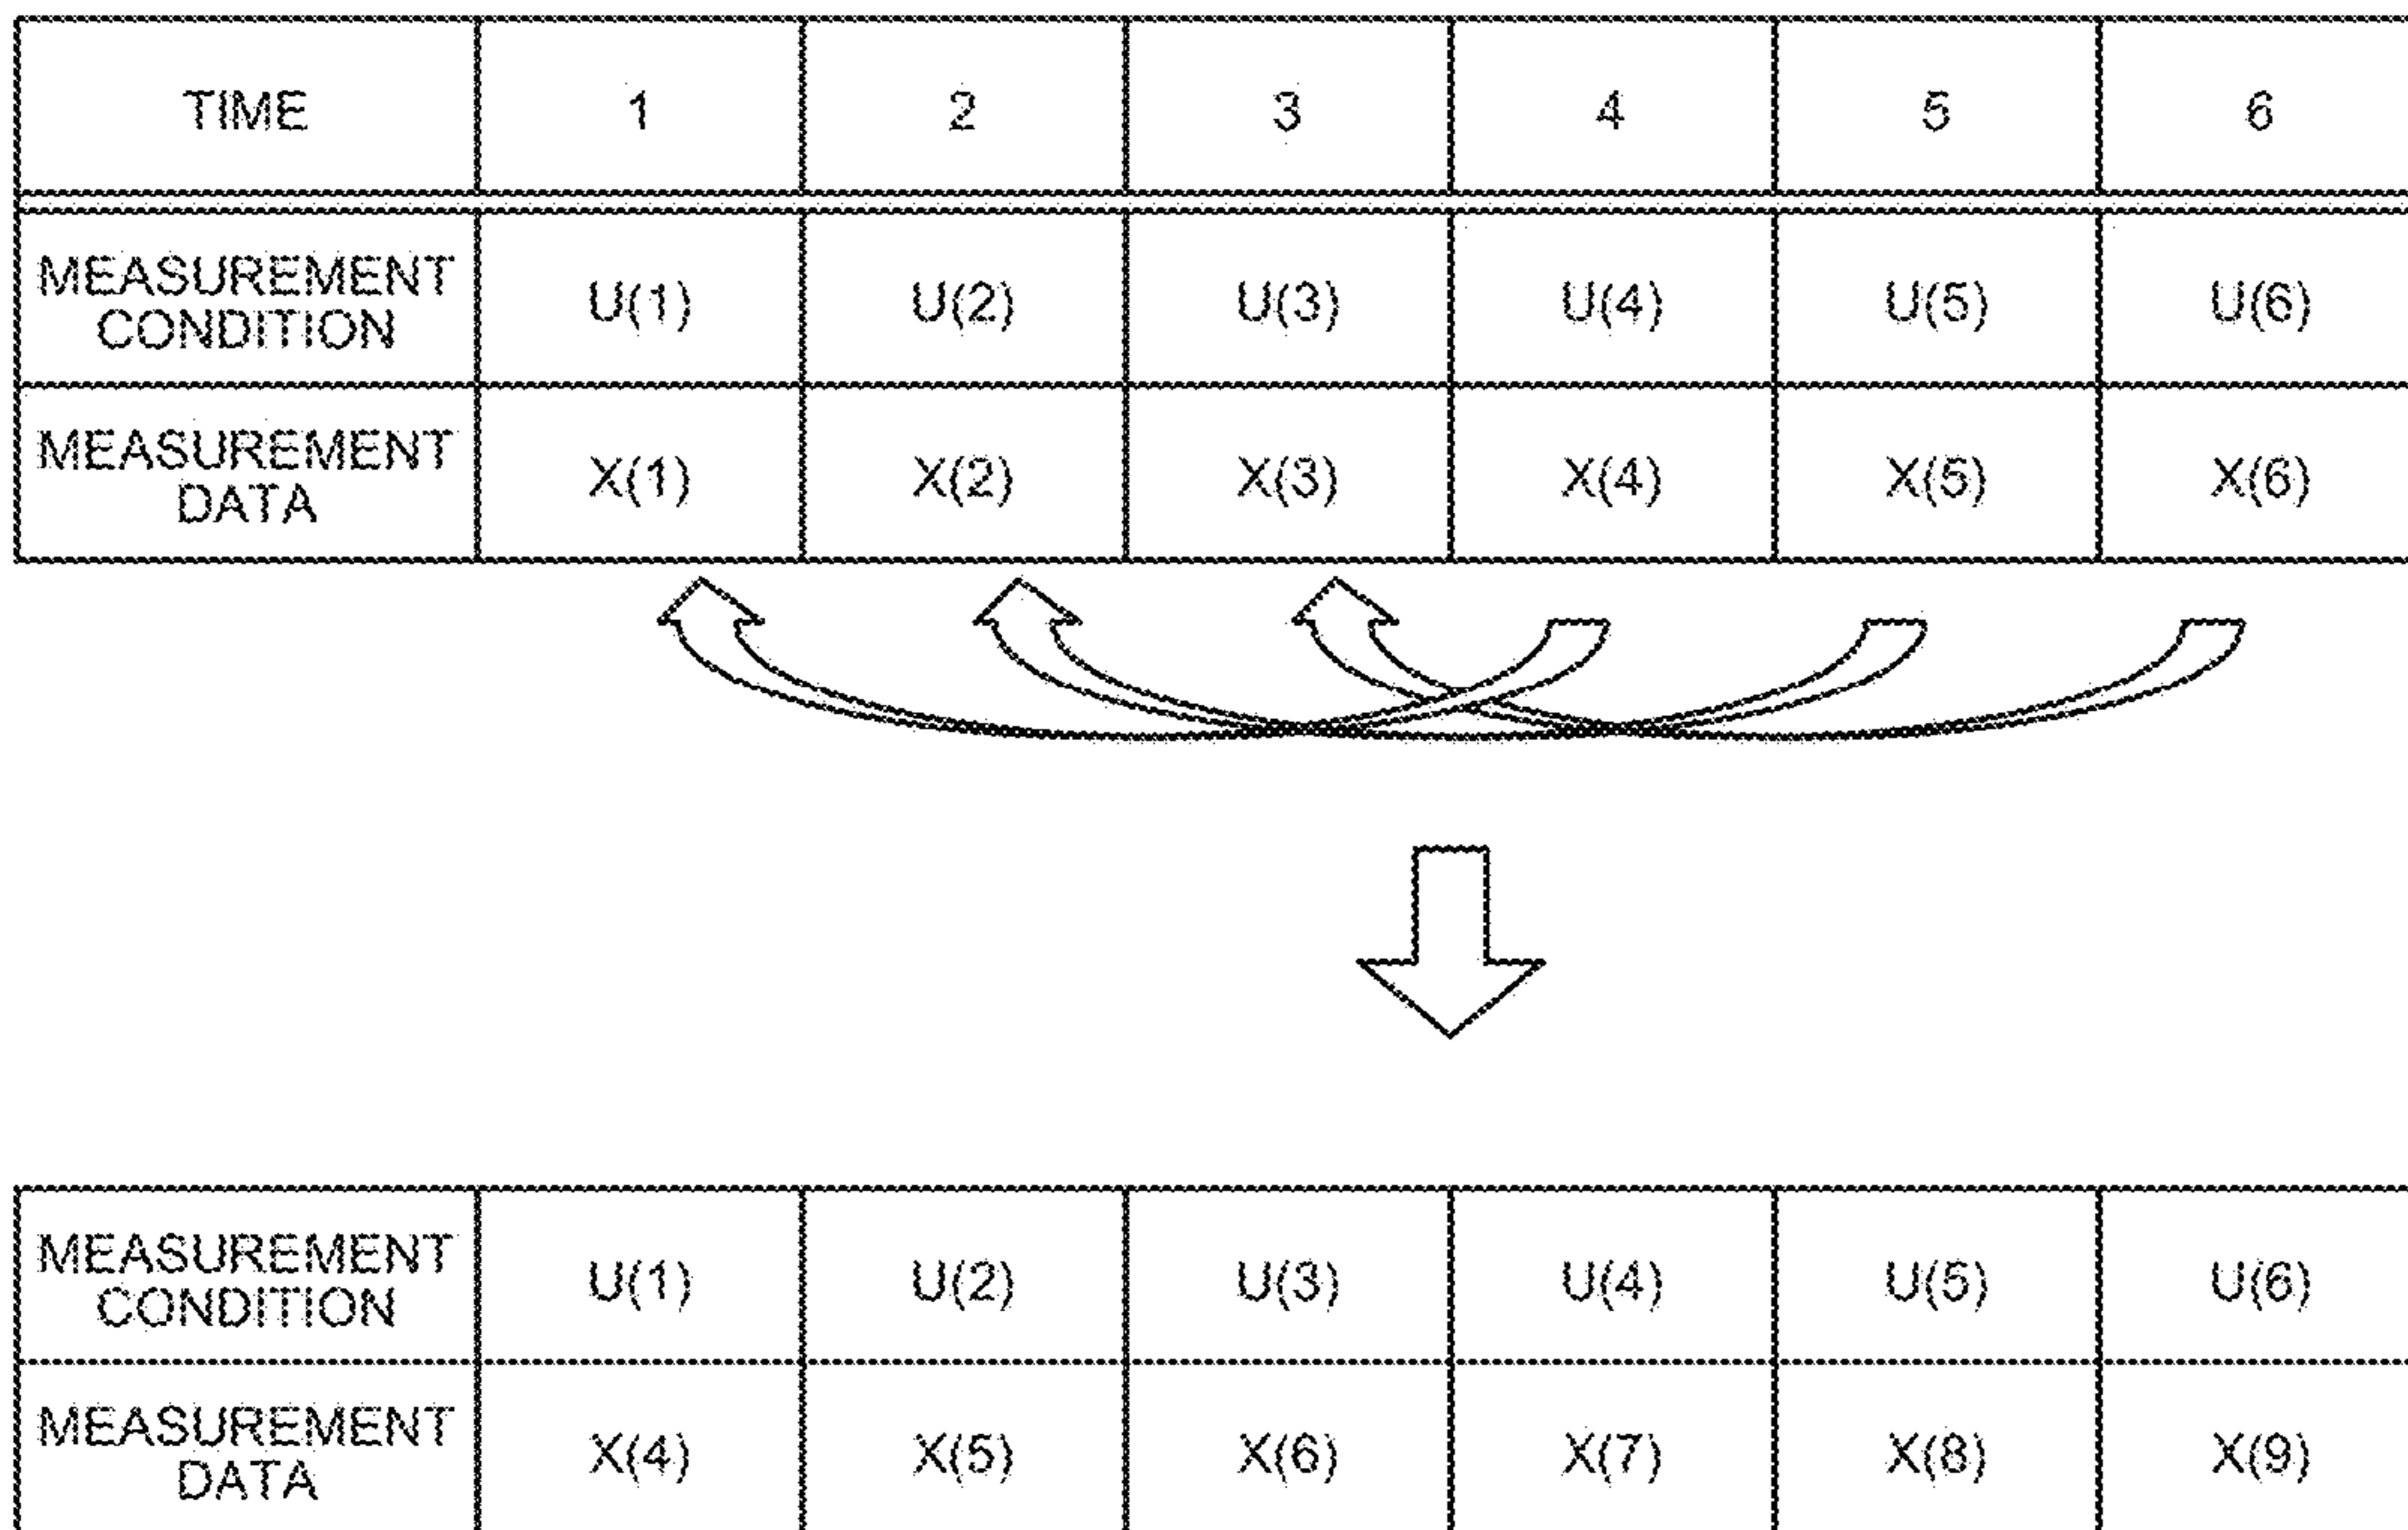 TIME 1 2 3 4 5 6
MEASUREMENT CONDITION U(1) U(2) U(3) U(4) U(5) U(6)
MEASUREMENT DATA X(1) X(2) X(3) X(4) X(5) X(6)
MEASUREMENT CONDITION U(1) U(2) U(3) U(4) U(5) U(6)
MEASUREMENT DATA X(4) X(5) X(6) X(7) X(8) X(9)